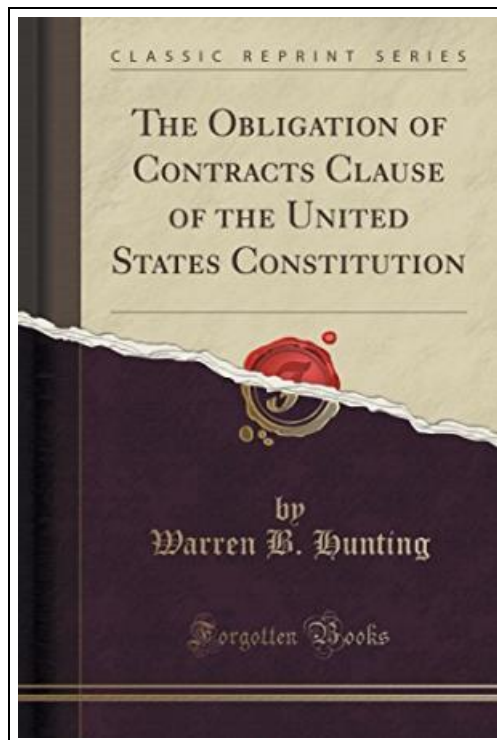 CLASSIC REPRINT SERIES
THE OBLIGATION OF
CONTRACTS CLAUSE
OF THE UNITED
STATES CONSTITUTION
by
Warren B. Hunting
Forgotten Books